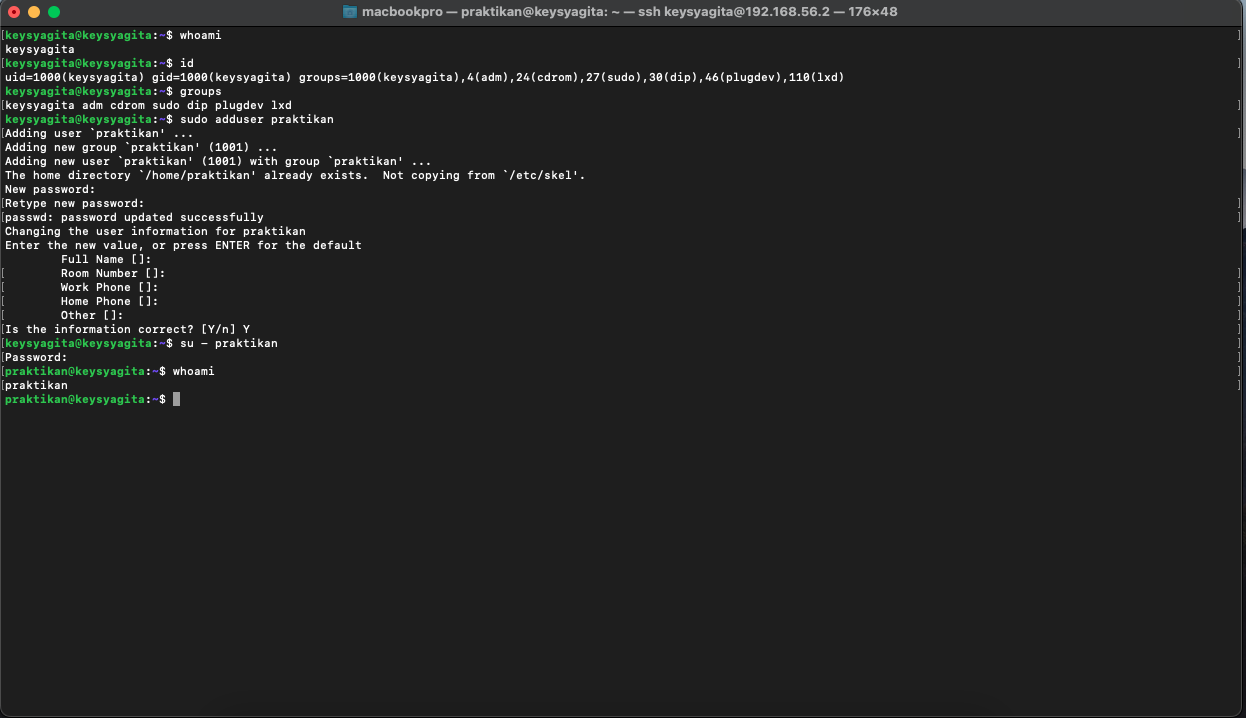 macbookpro — praktikan@keysyagita: ~ — ssh keysyagita@192.168.56.2 — 176×48
[keysyagita@keysyagita:~$ whoami ]
keysyagita
[keysyagita@keysyagita:~$ id ]
uid=1000(keysyagita) gid=1000(keysyagita) groups=1000(keysyagita),4(adm),24(cdrom),27(sudo),30(dip),46(plugdev),110(lxd)
keysyagita@keysyagita:~$ groups
[keysyagita adm cdrom sudo dip plugdev lxd ]
keysyagita@keysyagita:~$ sudo adduser praktikan
[Adding user `praktikan' ... ]
Adding new group `praktikan' (1001) ...
Adding new user `praktikan' (1001) with group `praktikan' ...
The home directory `/home/praktikan' already exists.  Not copying from `/etc/skel'.
New password:
[Retype new password: ]
[passwd: password updated successfully ]
Changing the user information for praktikan
Enter the new value, or press ENTER for the default
        Full Name []:
[        Room Number []: ]
[        Work Phone []: ]
[        Home Phone []: ]
[        Other []: ]
[Is the information correct? [Y/n] Y ]
[keysyagita@keysyagita:~$ su - praktikan ]
[Password: ]
[praktikan@keysyagita:~$ whoami ]
[praktikan ]
praktikan@keysyagita:~$